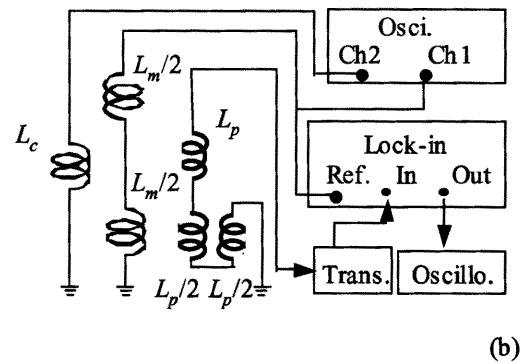 Osci.
Ch2 Ch1
L_m/2
L_c
L_p
Lock-in
Ref. In Out
L_m/2
Trans.
Oscillo.
L_p/2 L_p/2
(b)